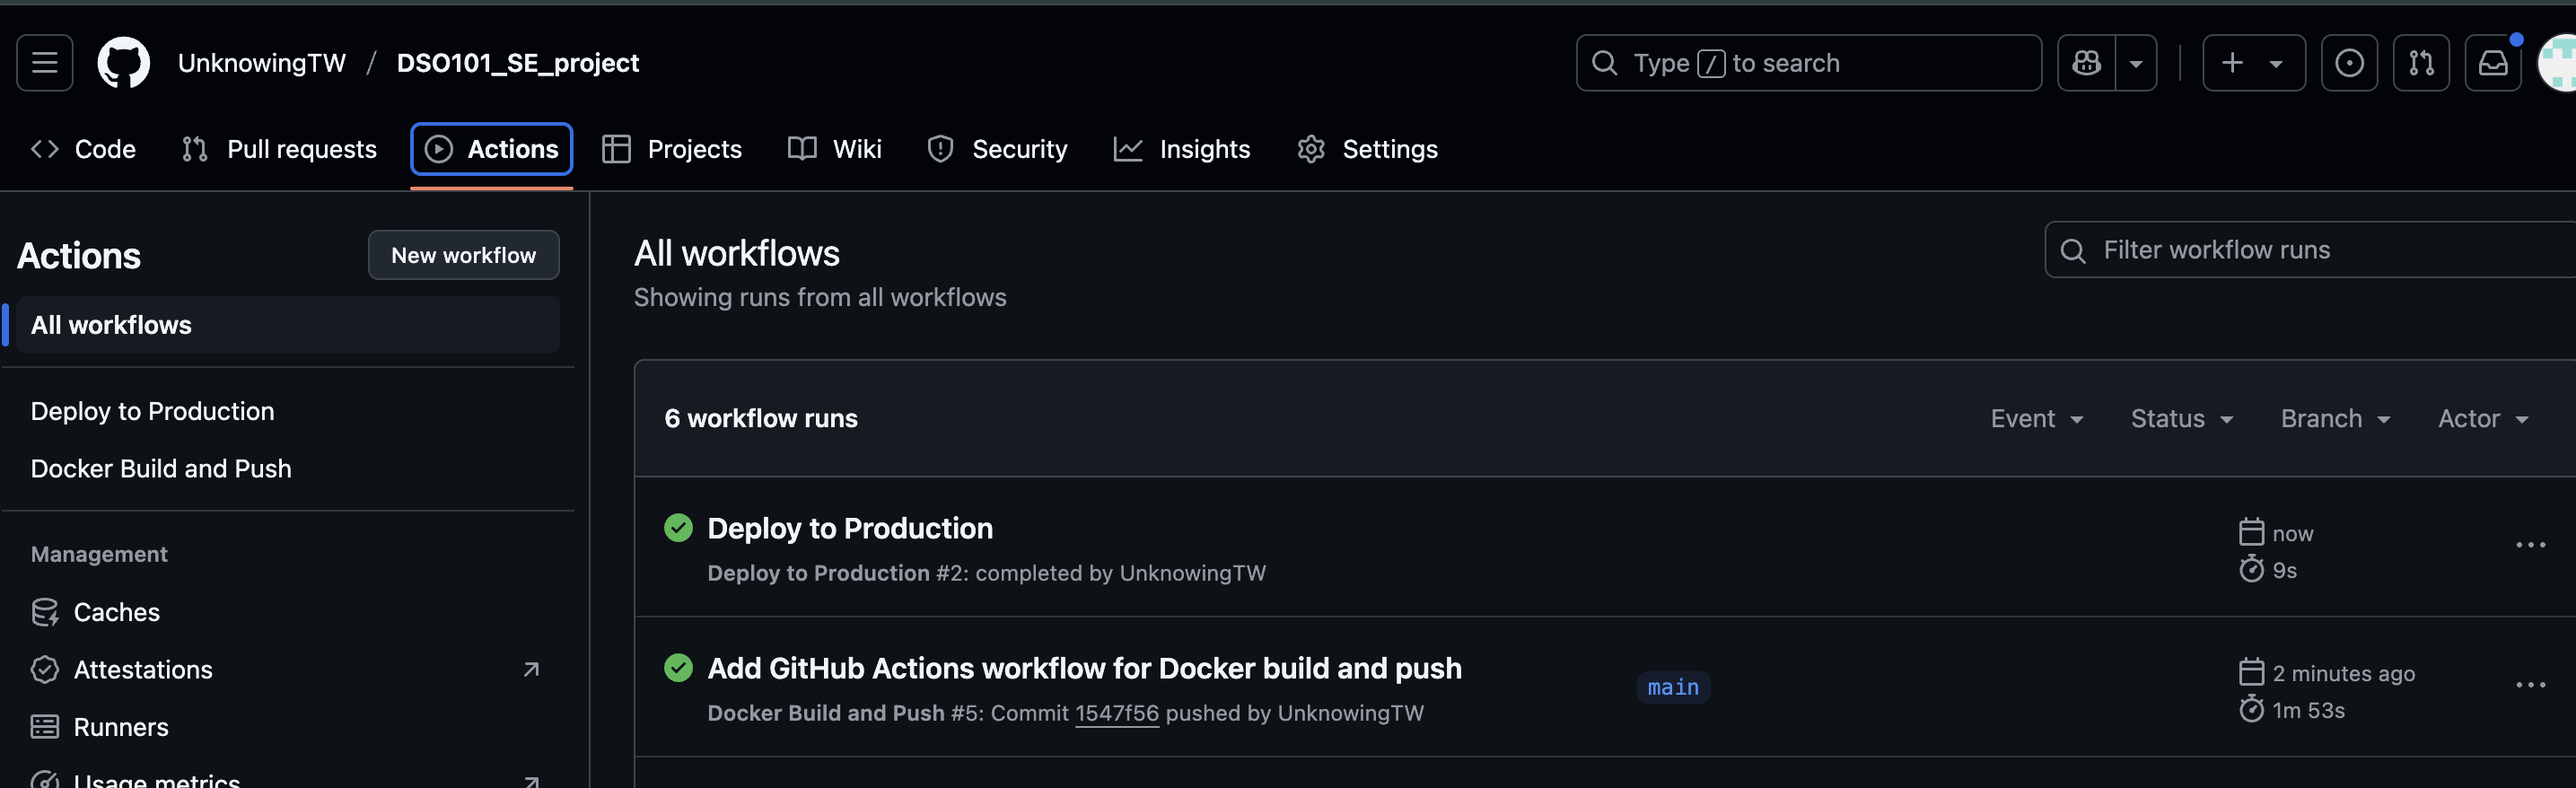 UnknowingTW / DSO101_SE_project
Type / to search
Code
Pull requests
Actions
Projects
Wiki
Security
Insights
Settings
Actions
New workflow
All workflows
Deploy to Production
Docker Build and Push
Management
Caches
Attestations
Runners
Usage metrics
All workflows
Showing runs from all workflows
Filter workflow runs
6 workflow runs
Event
Status
Branch
Actor
Deploy to Production
Deploy to Production #2: completed by UnknowingTW
now
9s
Add GitHub Actions workflow for Docker build and push
Docker Build and Push #5: Commit 1547f56 pushed by UnknowingTW
main
2 minutes ago
1m 53s